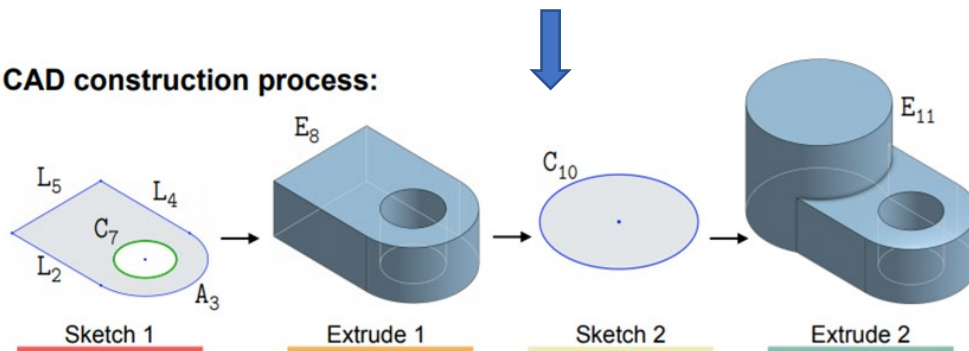 CAD construction process:
L5
L4
C7
L2
A3
E8
C10
E11
Sketch 1
Extrude 1
Sketch 2
Extrude 2